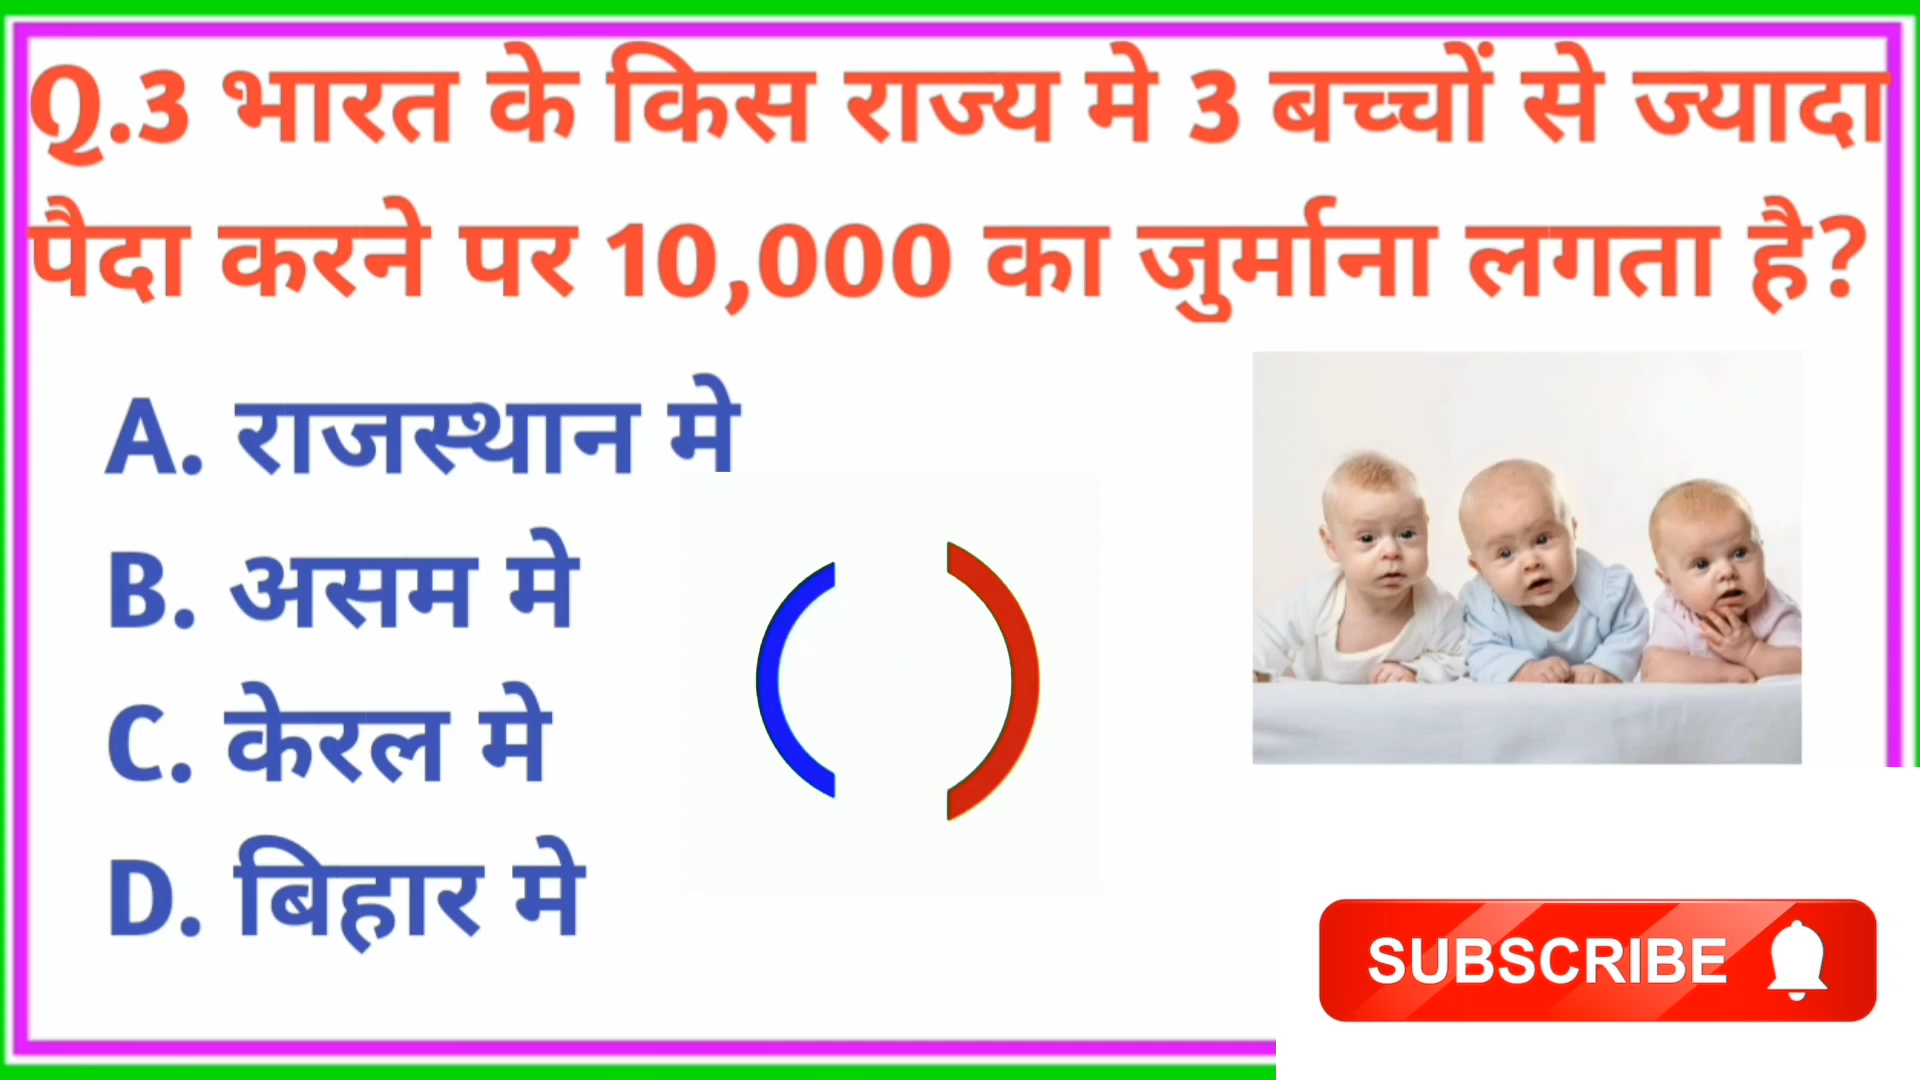 Q.3 भारत के किस राज्य मे 3 बच्चों से ज्यादा
पैदा करने पर 10,000 का जुर्माना लगता है?
A. राजस्थान मे
B. असम मे
C. केरल मे
D. बिहार मे
SUBSCRIBE